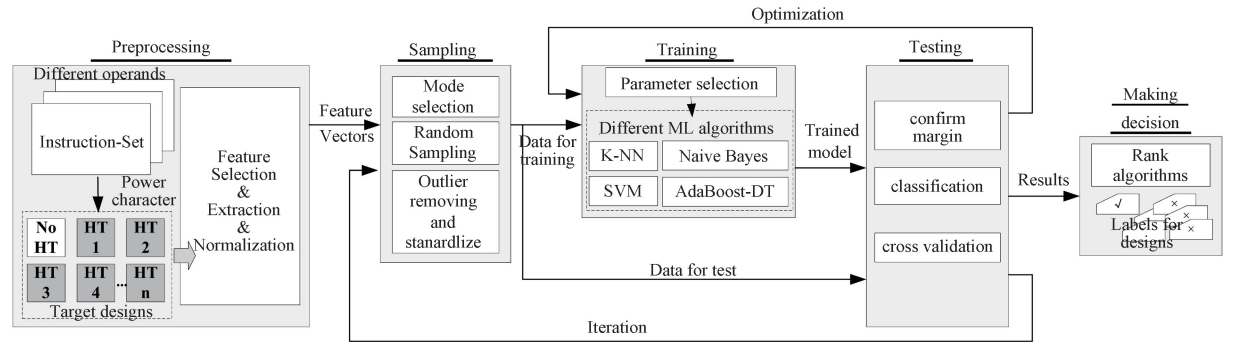 Optimization
Preprocessing
Different operands
Instruction-Set
Power
character
No
HT
HT
1
HT
2
HT
3
HT
4
...
HT
n
Target designs
Feature
Selection
&
Extraction
&
Normalization
Feature
Vectors
Sampling
Mode
selection
Random
Sampling
Outlier
removing
and
stanardlize
Data for
training
Training
Parameter selection
Different ML algorithms
K-NN
Naive Bayes
SVM
AdaBoost-DT
Trained
model
Data for test
Iteration
Testing
confirm
margin
classification
cross validation
Results
Making
decision
Rank
algorithms
√
×
×
×
Labels for
designs